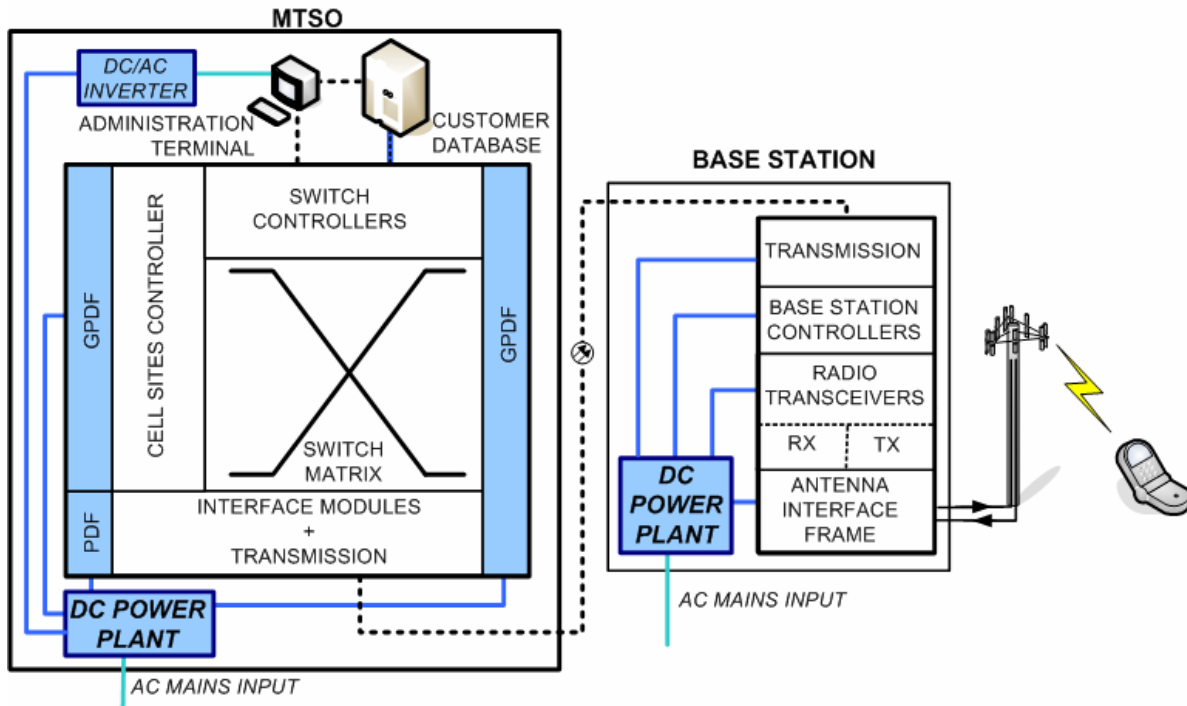 MTSO
DC/AC
INVERTER
ADMINISTRATION
TERMINAL
CUSTOMER
DATABASE
GPDF
CELL SITES CONTROLLER
SWITCH
CONTROLLERS
GPDF
SWITCH
MATRIX
PDF
INTERFACE MODULES
+
TRANSMISSION
DC POWER
PLANT
AC MAINS INPUT
BASE STATION
TRANSMISSION
BASE STATION
CONTROLLERS
RADIO
TRANSCEIVERS
RX
TX
ANTENNA
INTERFACE
FRAME
DC
POWER
PLANT
AC MAINS INPUT